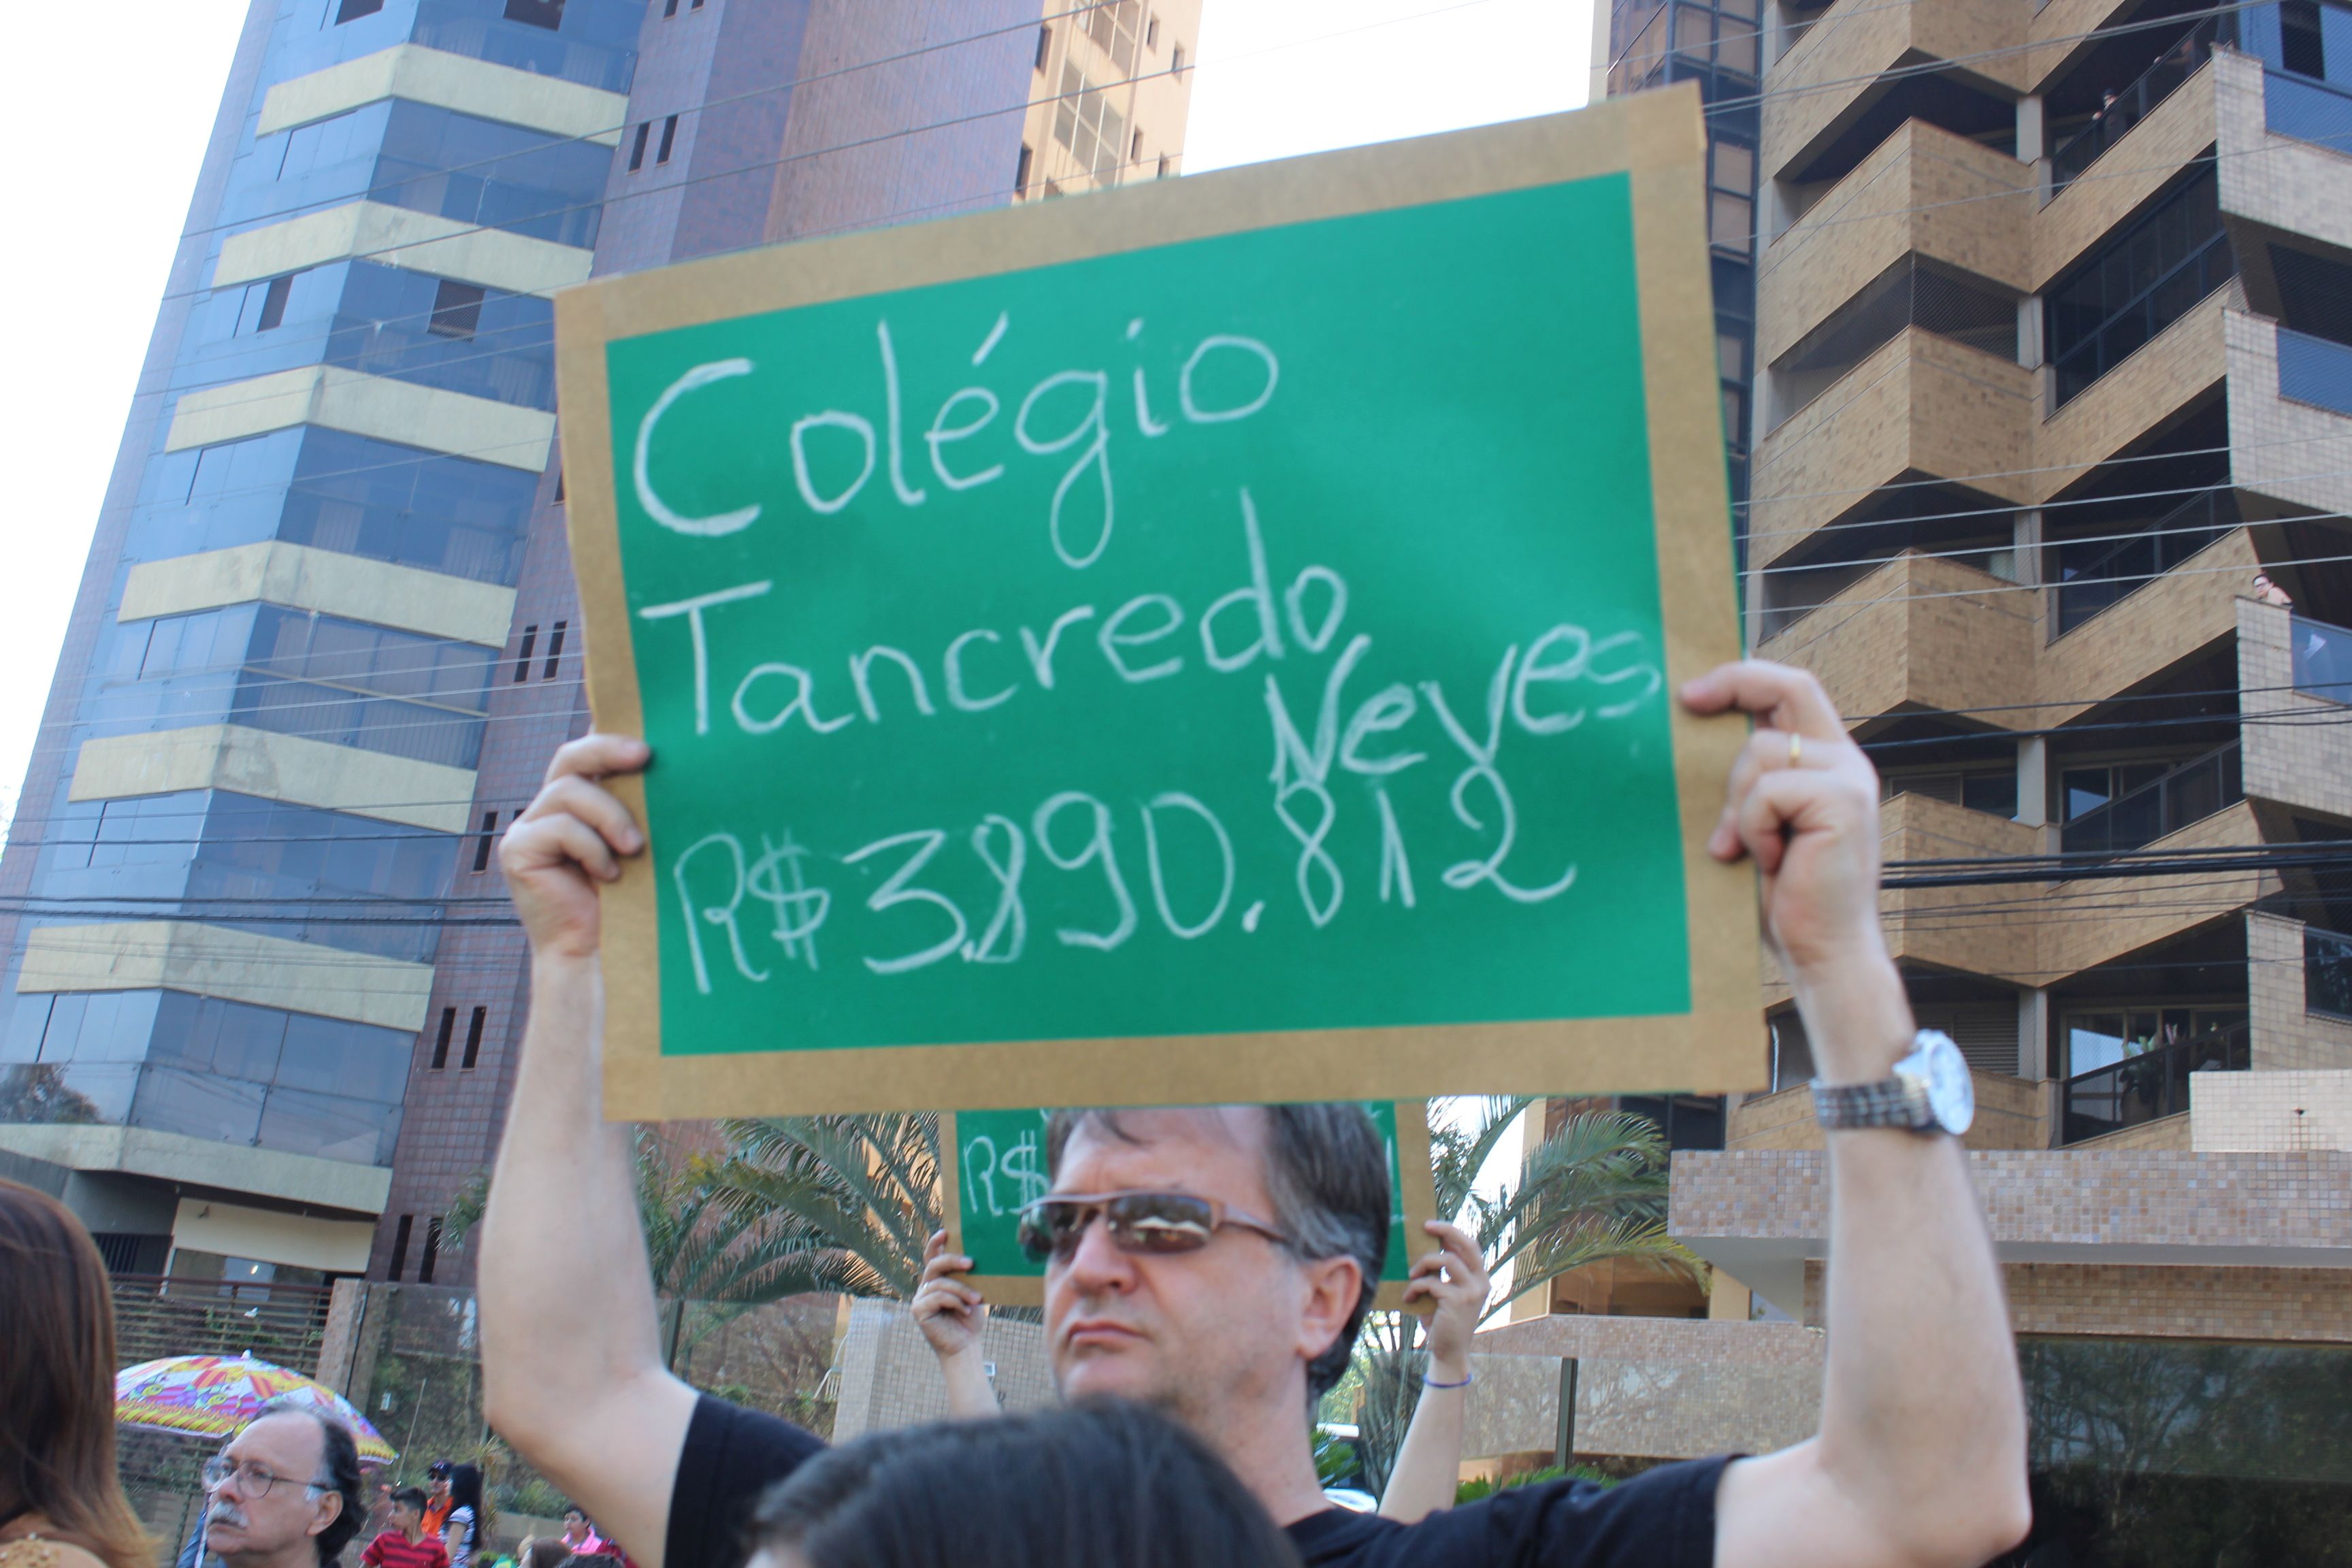 Colégio
Tancredo
Neves
R$3.890.812
R$